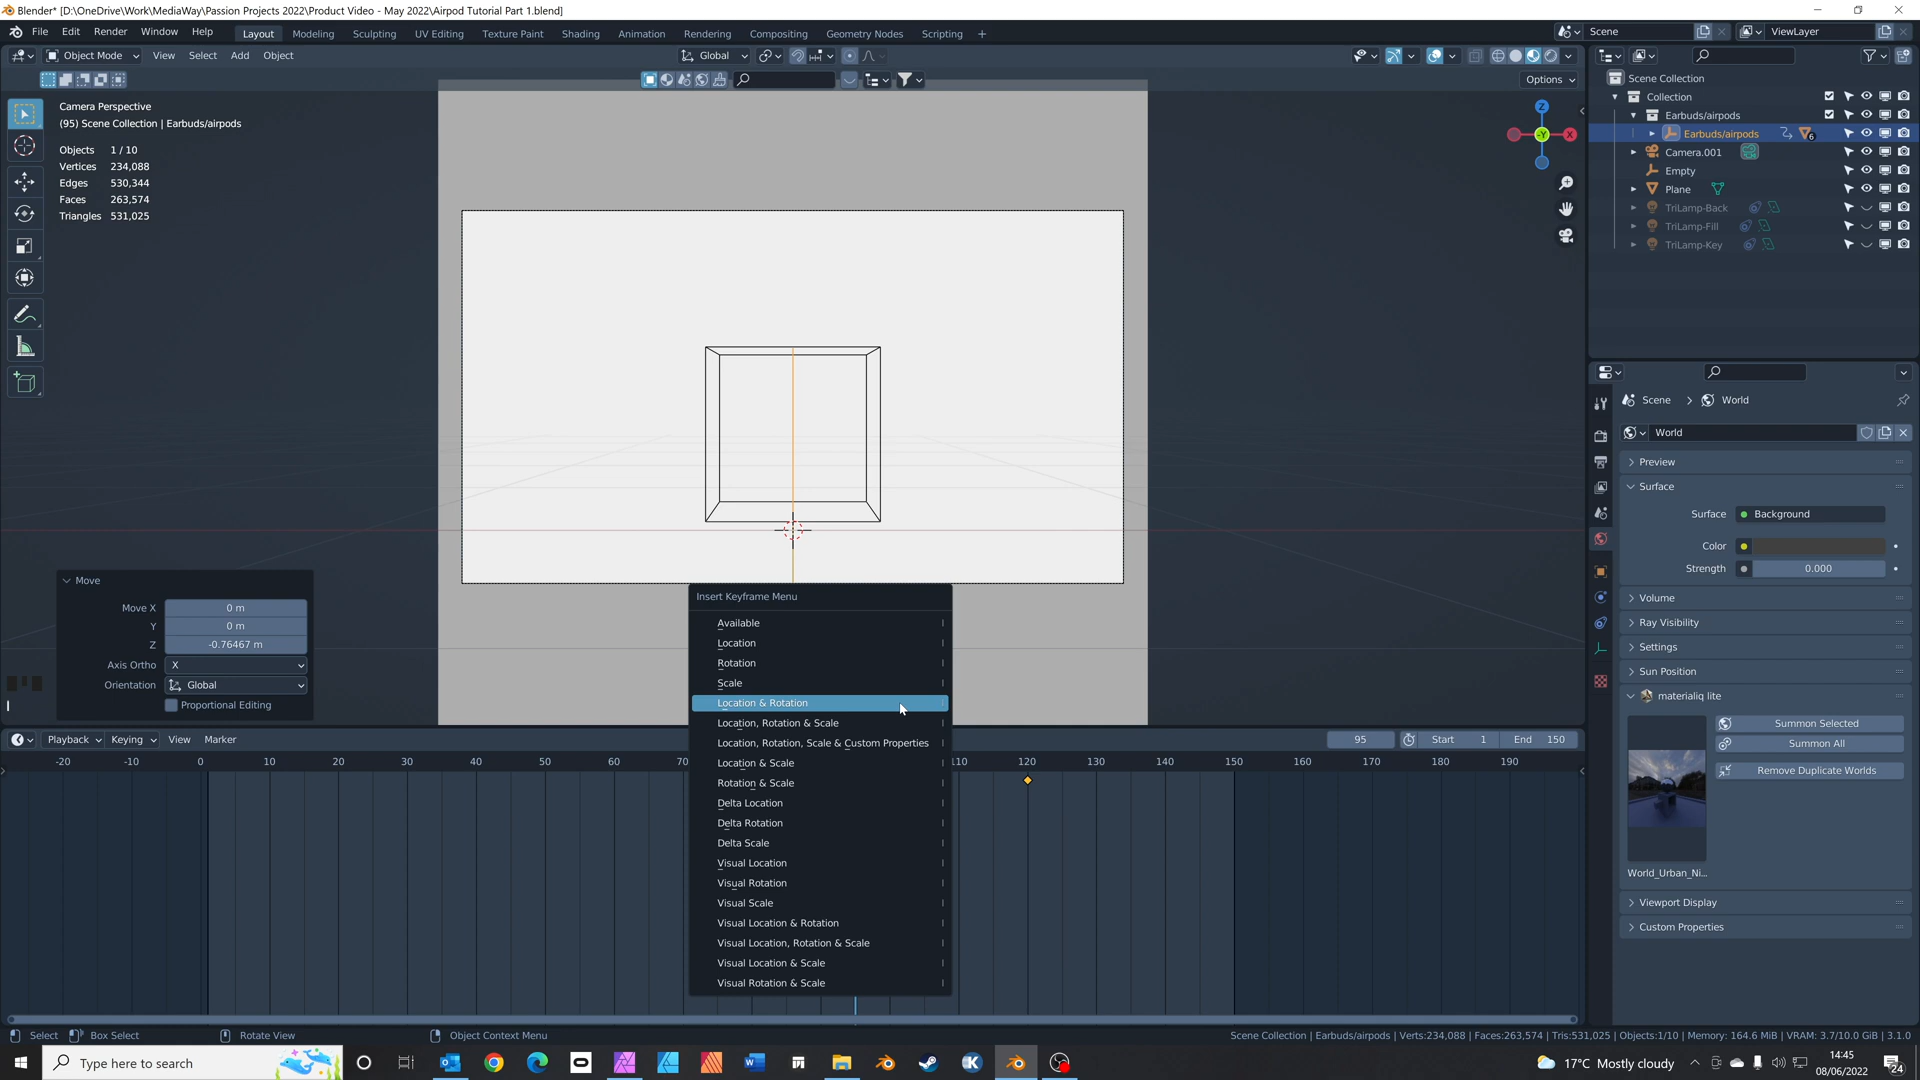 Blender* [D:\OneDrive\Work\MediaWay\Passion Projects 2022\Product Video - May 2022\Airpod Tutorial Part 1.blend]
File Edit Render Window Help Layout Modeling Sculpting UV Editing Texture Paint Shading Animation Rendering Compositing Geometry Nodes Scripting + Scene ViewLayer
Object Mode View Select Add Object Global
Options
Camera Perspective
(95) Scene Collection | Earbuds/airpods
Objects 1 / 10
Vertices 234,088
Edges 530,344
Faces 263,574
Triangles 531,025
Z
-Y
X
Scene Collection
Collection
Earbuds/airpods
Earbuds/airpods 6
Camera.001
Empty
Plane
TriLamp-Back
TriLamp-Fill
TriLamp-Key
Scene > World
World
Preview
Surface
Surface Background
Color
Strength 0.000
Volume
Ray Visibility
Settings
Sun Position
materialiq lite
Summon Selected
Summon All
Remove Duplicate Worlds
World_Urban_Ni...
Viewport Display
Custom Properties
Move
Move X 0 m
Y 0 m
Z -0.76467 m
Axis Ortho X
Orientation Global
Proportional Editing
Insert Keyframe Menu
Available I
Location I
Rotation I
Scale I
Location & Rotation I
Location, Rotation & Scale I
Location, Rotation, Scale & Custom Properties I
Location & Scale I
Rotation & Scale I
Delta Location I
Delta Rotation I
Delta Scale I
Visual Location I
Visual Rotation I
Visual Scale I
Visual Location & Rotation I
Visual Location, Rotation & Scale I
Visual Location & Scale I
Visual Rotation & Scale I
Playback Keying View Marker 95 Start 1 End 150
-20 -10 0 10 20 30 40 50 60 70 110 120 130 140 150 160 170 180 190
Select Box Select Rotate View Object Context Menu
Scene Collection | Earbuds/airpods | Verts:234,088 | Faces:263,574 | Tris:531,025 | Objects:1/10 | Memory: 164.6 MiB | VRAM: 3.7/10.0 GiB | 3.1.0
Type here to search
17°C Mostly cloudy
14:45
08/06/2022
24